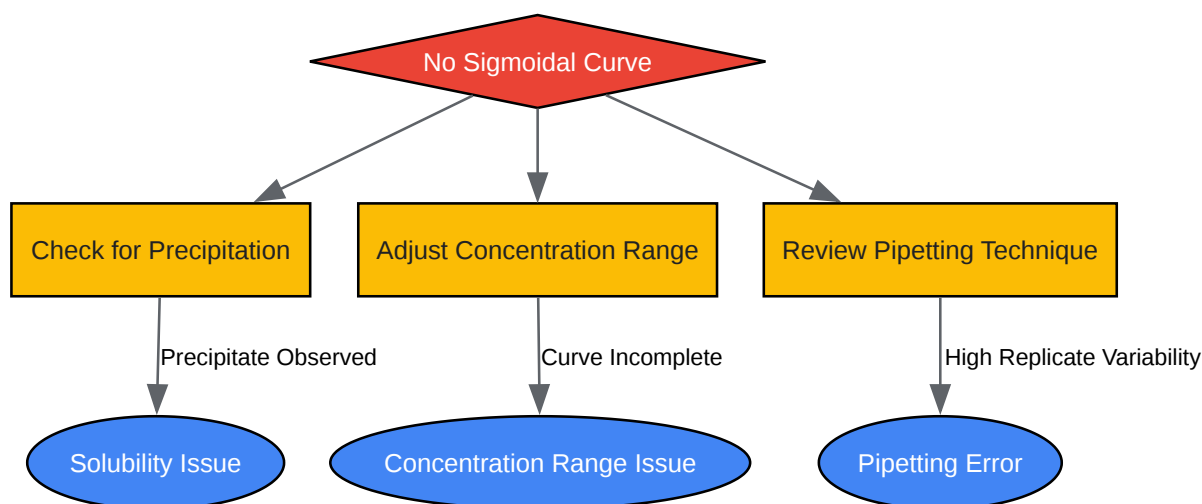 No Sigmoidal Curve
Check for Precipitation
Adjust Concentration Range
Review Pipetting Technique
Precipitate Observed
Curve Incomplete
High Replicate Variability
Solubility Issue
Concentration Range Issue
Pipetting Error